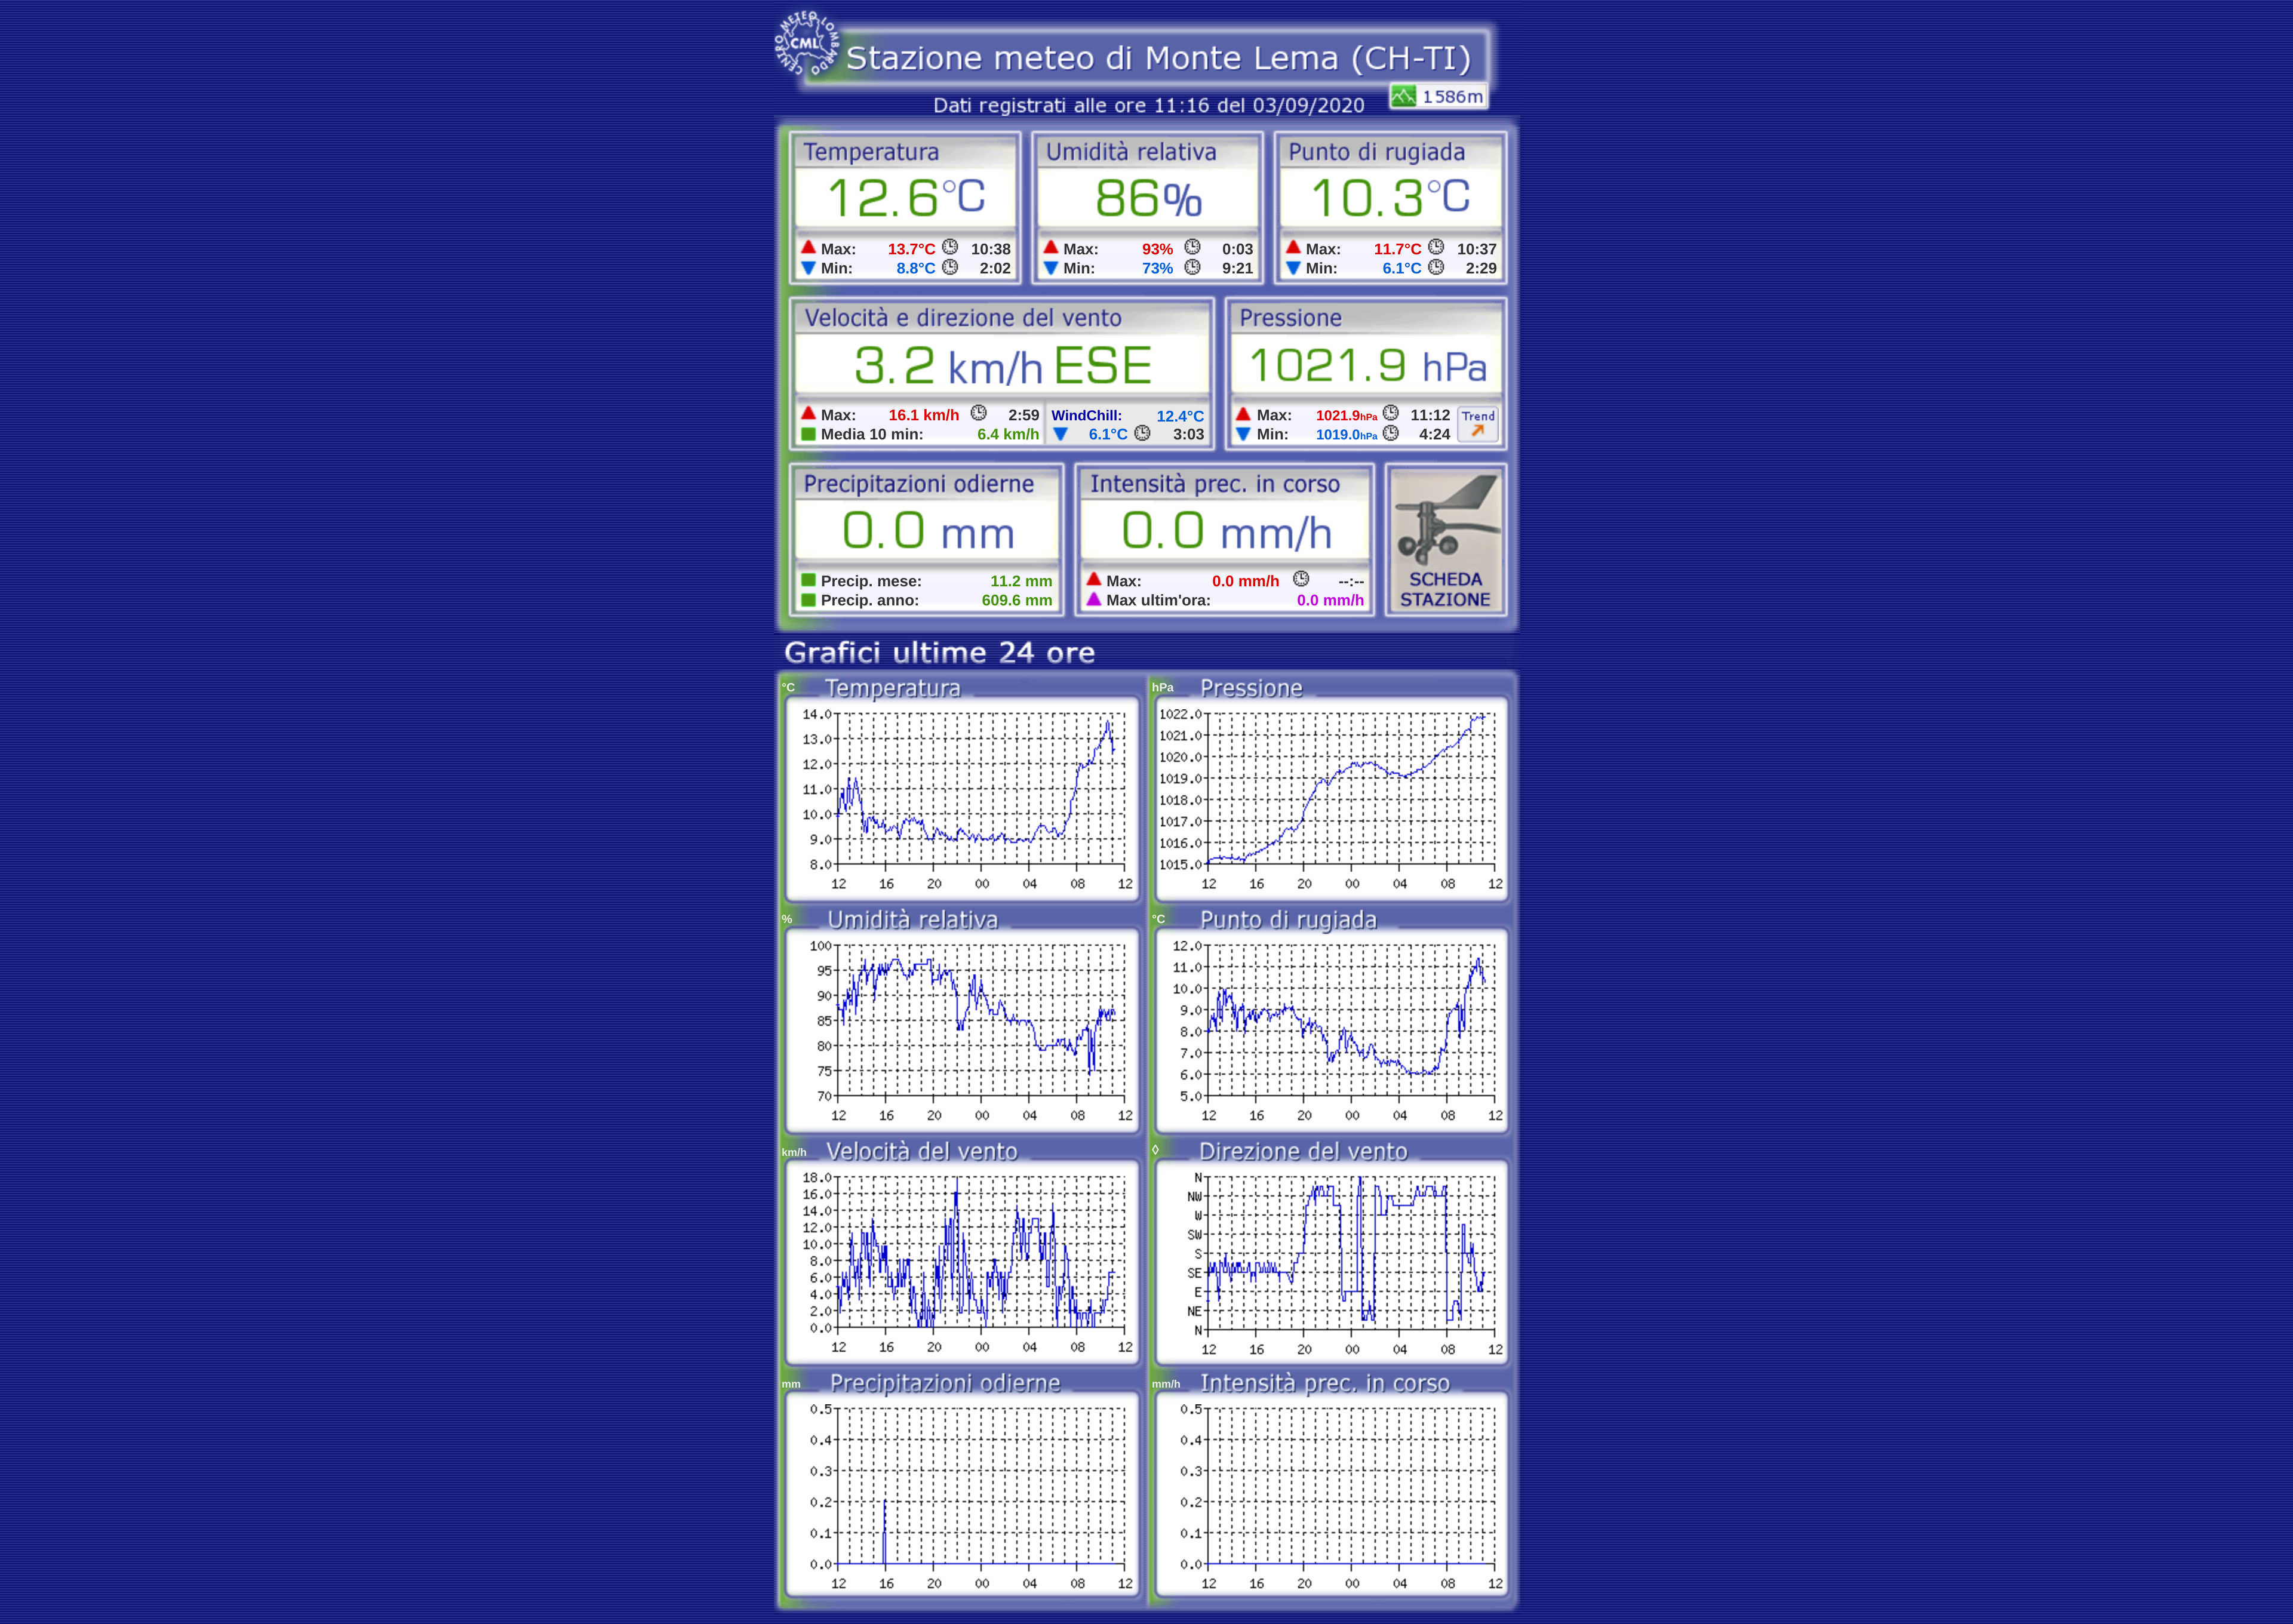 CENTRO METEO LOMBARDO
CML
Stazione meteo di Monte Lema (CH-TI)
1586m
Dati registrati alle ore 11:16 del 03/09/2020
Temperatura
12.6°C
Max: 13.7°C 10:38
Min: 8.8°C 2:02
Umidità relativa
86%
Max: 93% 0:03
Min: 73% 9:21
Punto di rugiada
10.3°C
Max: 11.7°C 10:37
Min: 6.1°C 2:29
Velocità e direzione del vento
3.2 km/h ESE
Max: 16.1 km/h 2:59
Media 10 min: 6.4 km/h
WindChill: 12.4°C
6.1°C 3:03
Pressione
1021.9 hPa
Max: 1021.9hPa 11:12
Min: 1019.0hPa 4:24
Trend
Precipitazioni odierne
0.0 mm
Precip. mese: 11.2 mm
Precip. anno: 609.6 mm
Intensità prec. in corso
0.0 mm/h
Max: 0.0 mm/h --:--
Max ultim'ora: 0.0 mm/h
SCHEDA
STAZIONE
Grafici ultime 24 ore
°C Temperatura
14.0
13.0
12.0
11.0
10.0
9.0
8.0
12 16 20 00 04 08 12
hPa Pressione
1022.0
1021.0
1020.0
1019.0
1018.0
1017.0
1016.0
1015.0
12 16 20 00 04 08 12
% Umidità relativa
100
95
90
85
80
75
70
12 16 20 00 04 08 12
°C Punto di rugiada
12.0
11.0
10.0
9.0
8.0
7.0
6.0
5.0
12 16 20 00 04 08 12
km/h Velocità del vento
18.0
16.0
14.0
12.0
10.0
8.0
6.0
4.0
2.0
0.0
12 16 20 00 04 08 12
◊ Direzione del vento
N
NW
W
SW
S
SE
E
NE
N
12 16 20 00 04 08 12
mm Precipitazioni odierne
0.5
0.4
0.3
0.2
0.1
0.0
12 16 20 00 04 08 12
mm/h Intensità prec. in corso
0.5
0.4
0.3
0.2
0.1
0.0
12 16 20 00 04 08 12